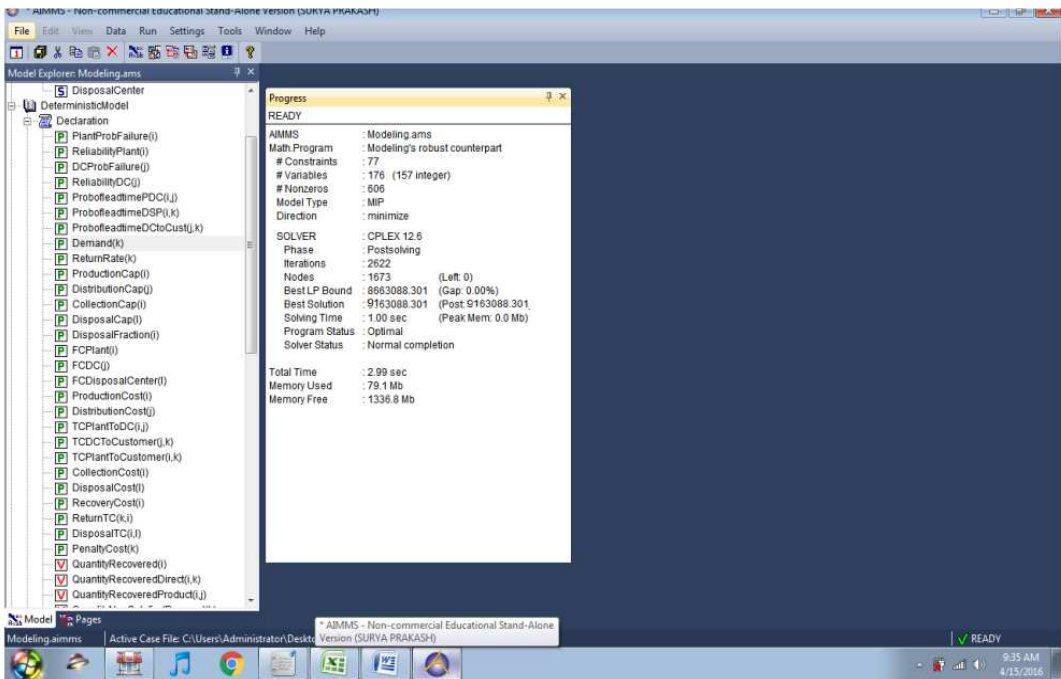 * AIMMS - Non-commercial Educational Stand-Alone Version (SURYA PRAKASH)
File Edit View Data Run Settings Tools Window Help
Model Explorer: Modeling.ams
S DisposalCenter
DeterministicModel
Declaration
P PlantProbFailure(i)
P ReliabilityPlant(i)
P DCProbFailure(j)
P ReliabilityDC(j)
P ProbofleadtimePDC(i,j)
P ProbofleadtimeDSP(i,k)
P ProbofleadtimeDCtoCust(j,k)
P Demand(k)
P ReturnRate(k)
P ProductionCap(i)
P DistributionCap(j)
P CollectionCap(i)
P DisposalCap(l)
P DisposalFraction(i)
P FCPlant(i)
P FCDC(j)
P FCDisposalCenter(l)
P ProductionCost(i)
P DistributionCost(j)
P TCPlantToDC(i,j)
P TCDCToCustomer(j,k)
P TCPlantToCustomer(i,k)
P CollectionCost(i)
P DisposalCost(l)
P RecoveryCost(i)
P ReturnTC(k,i)
P DisposalTC(i,l)
P PenaltyCost(k)
V QuantityRecovered(i)
V QuantityRecoveredDirect(i,k)
V QuantityRecoveredProduct(i,j)
Model Pages
Progress
READY
AIMMS : Modeling.ams
Math.Program : Modeling's robust counterpart
# Constraints : 77
# Variables : 176 (157 integer)
# Nonzeros : 606
Model Type : MIP
Direction : minimize
SOLVER : CPLEX 12.6
Phase : Postsolving
Iterations : 2622
Nodes : 1673 (Left: 0)
Best LP Bound : 8663088.301 (Gap: 0.00%)
Best Solution : 9163088.301 (Post: 9163088.301
Solving Time : 1.00 sec (Peak Mem: 0.0 Mb)
Program Status : Optimal
Solver Status : Normal completion
Total Time : 2.99 sec
Memory Used : 79.1 Mb
Memory Free : 1336.8 Mb
* AIMMS - Non-commercial Educational Stand-Alone
Version (SURYA PRAKASH)
Modeling.aimms Active Case File: C:\Users\Administrator\Deskto READY
9:35 AM
4/15/2016